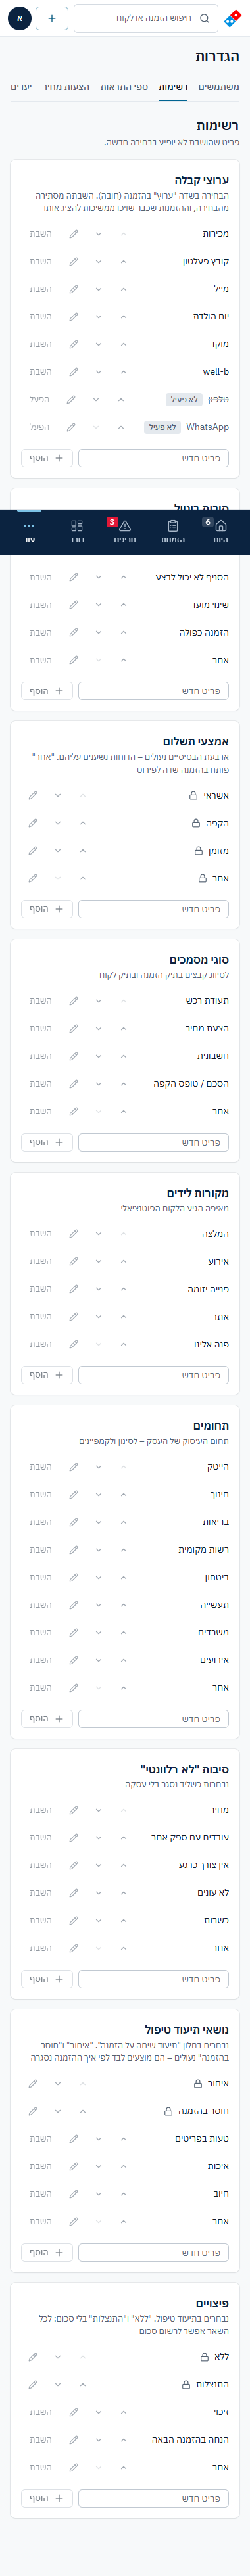 חיפוש הזמנה או לקוח
א
הגדרות
משתמשים רשימות ספי התראות הצעות מחיר יעדים
רשימות
פריט שהושבת לא יופיע בבחירה חדשה.
ערוצי קבלה
הבחירה בשדה "ערוץ" בהזמנה (חובה). השבתה מסתירה
מהבחירה, וההזמנות שכבר שויכו ממשיכות להציג אותו
מכירות השבת
קובץ פעלטון השבת
מייל השבת
יום הולדת השבת
מוקד השבת
well-b השבת
טלפון לא פעיל הפעל
WhatsApp לא פעיל הפעל
פריט חדש הוסף
היום 6
הזמנות
חריגים 3
בורד
עוד
הסניף לא יכול לבצע השבת
שינוי מועד השבת
הזמנה כפולה השבת
אחר השבת
פריט חדש הוסף
אמצעי תשלום
ארבעת הבסיסיים נעולים – הדוחות נשענים עליהם. "אחר"
פותח בהזמנה שדה לפירוט
אשראי
הקפה
מזומן
אחר
פריט חדש הוסף
סוגי מסמכים
לסיווג קבצים בתיק הזמנה ובתיק לקוח
תעודת רכש השבת
הצעת מחיר השבת
חשבונית השבת
הסכם / טופס הקפה השבת
אחר השבת
פריט חדש הוסף
מקורות לידים
מאיפה הגיע הלקוח הפוטנציאלי
המלצה השבת
אירוע השבת
פנייה יזומה השבת
אתר השבת
פנה אלינו השבת
פריט חדש הוסף
תחומים
תחום העיסוק של העסק – לסינון ולקמפיינים
הייטק השבת
חינוך השבת
בריאות השבת
רשות מקומית השבת
ביטחון השבת
תעשייה השבת
משרדים השבת
אירועים השבת
אחר השבת
פריט חדש הוסף
סיבות "לא רלוונטי"
נבחרות כשליד נסגר בלי עסקה
מחיר השבת
עובדים עם ספק אחר השבת
אין צורך כרגע השבת
לא עונים השבת
כשרות השבת
אחר השבת
פריט חדש הוסף
נושאי תיעוד טיפול
נבחרים בחלון "תיעוד שיחה על הזמנה". "איחור" ו"חוסר
בהזמנה" נעולים – הם מוצעים לבד לפי איך ההזמנה נסגרה
איחור
חוסר בהזמנה
טעות בפריטים השבת
איכות השבת
חיוב השבת
אחר השבת
פריט חדש הוסף
פיצויים
נבחרים בתיעוד טיפול. "ללא" ו"התנצלות" בלי סכום; לכל
השאר אפשר לרשום סכום
ללא
התנצלות
זיכוי השבת
הנחה בהזמנה הבאה השבת
אחר השבת
פריט חדש הוסף